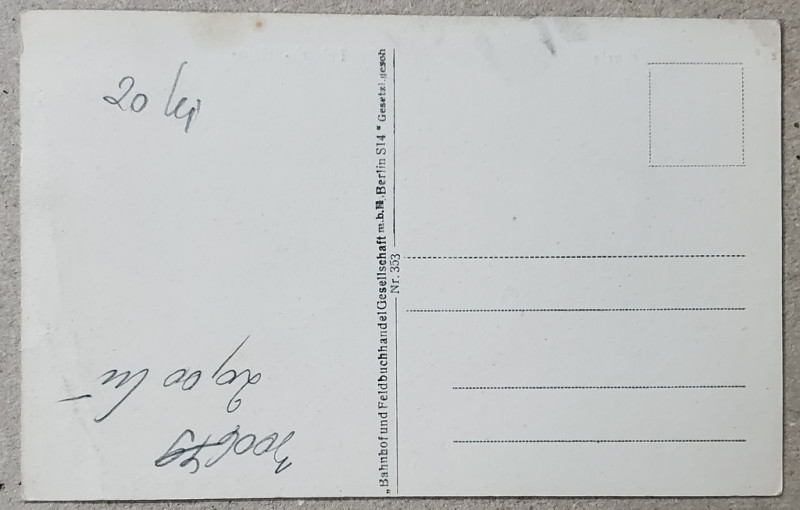 20 lei
„Bahnhof und Feldbuchhandel Gesellschaft m.b.H. Berlin S14 * Gesetzl.gesch
Nr. 353
20,00 lei